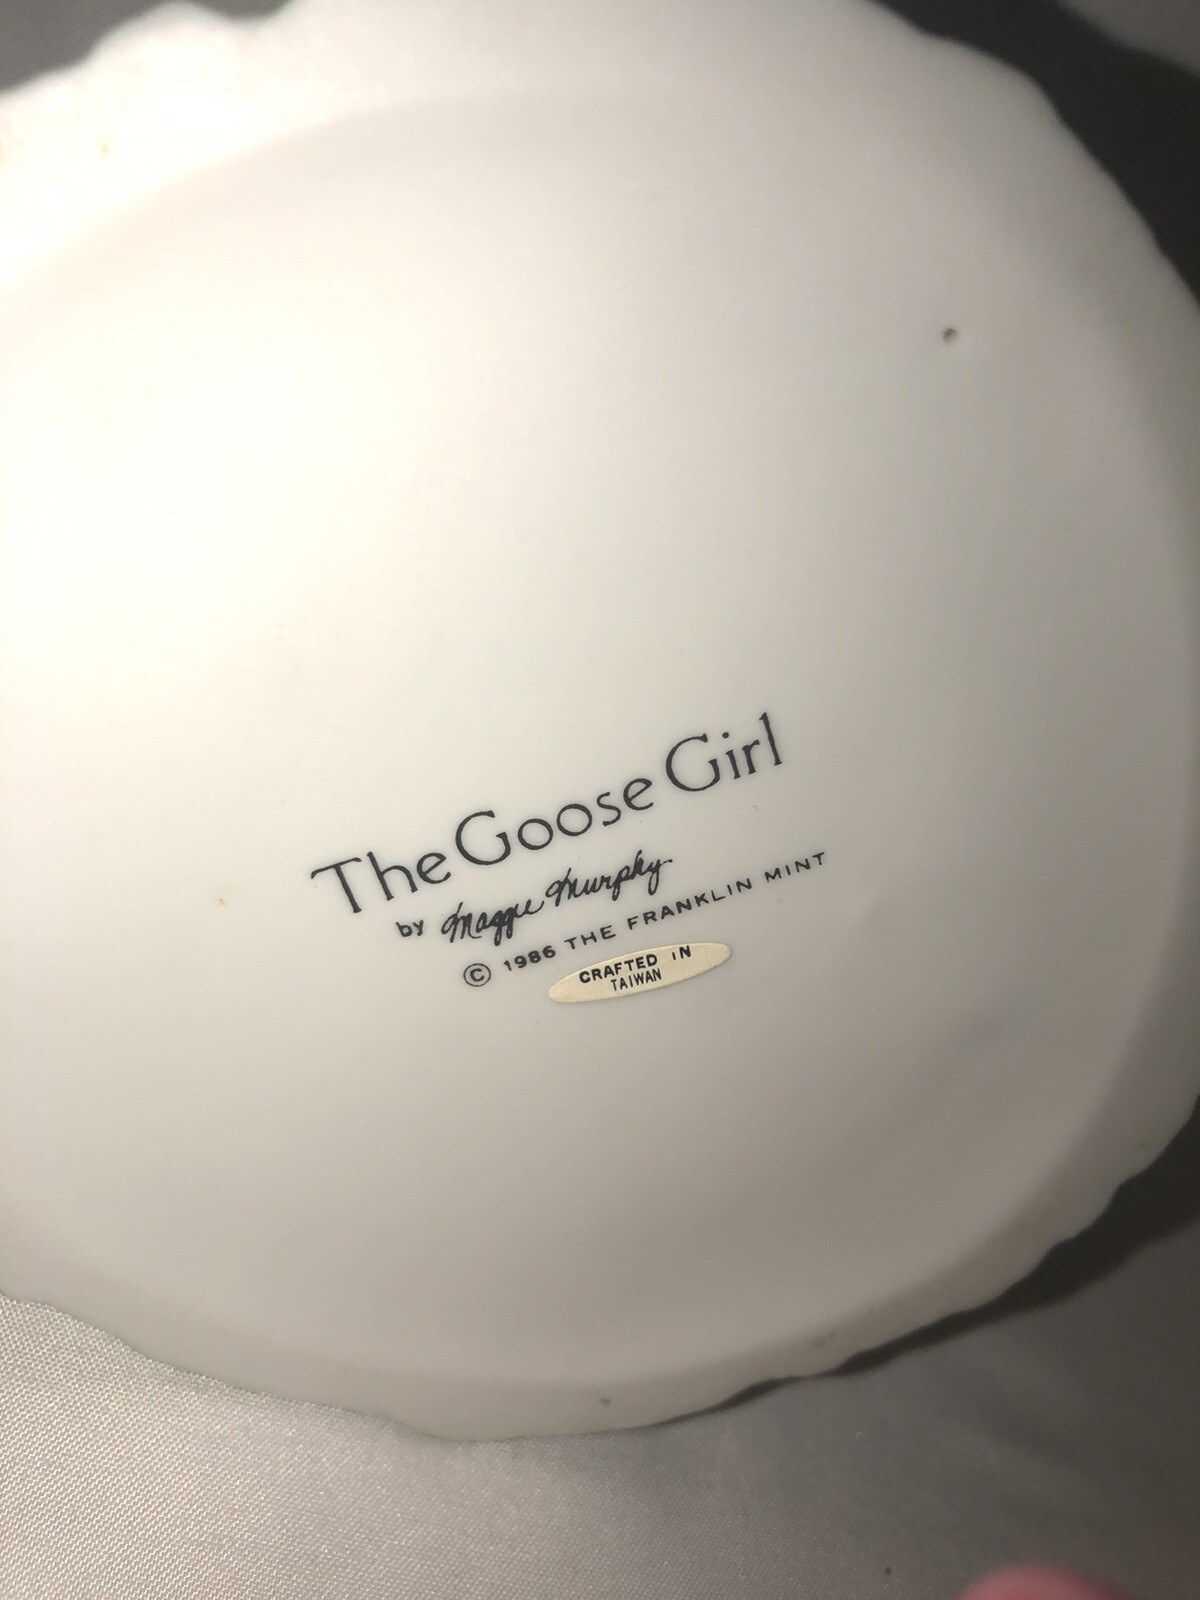 The Goose Girl
by Maggie Murphy
© 1986 THE FRANKLIN MINT
CRAFTED IN
TAIWAN